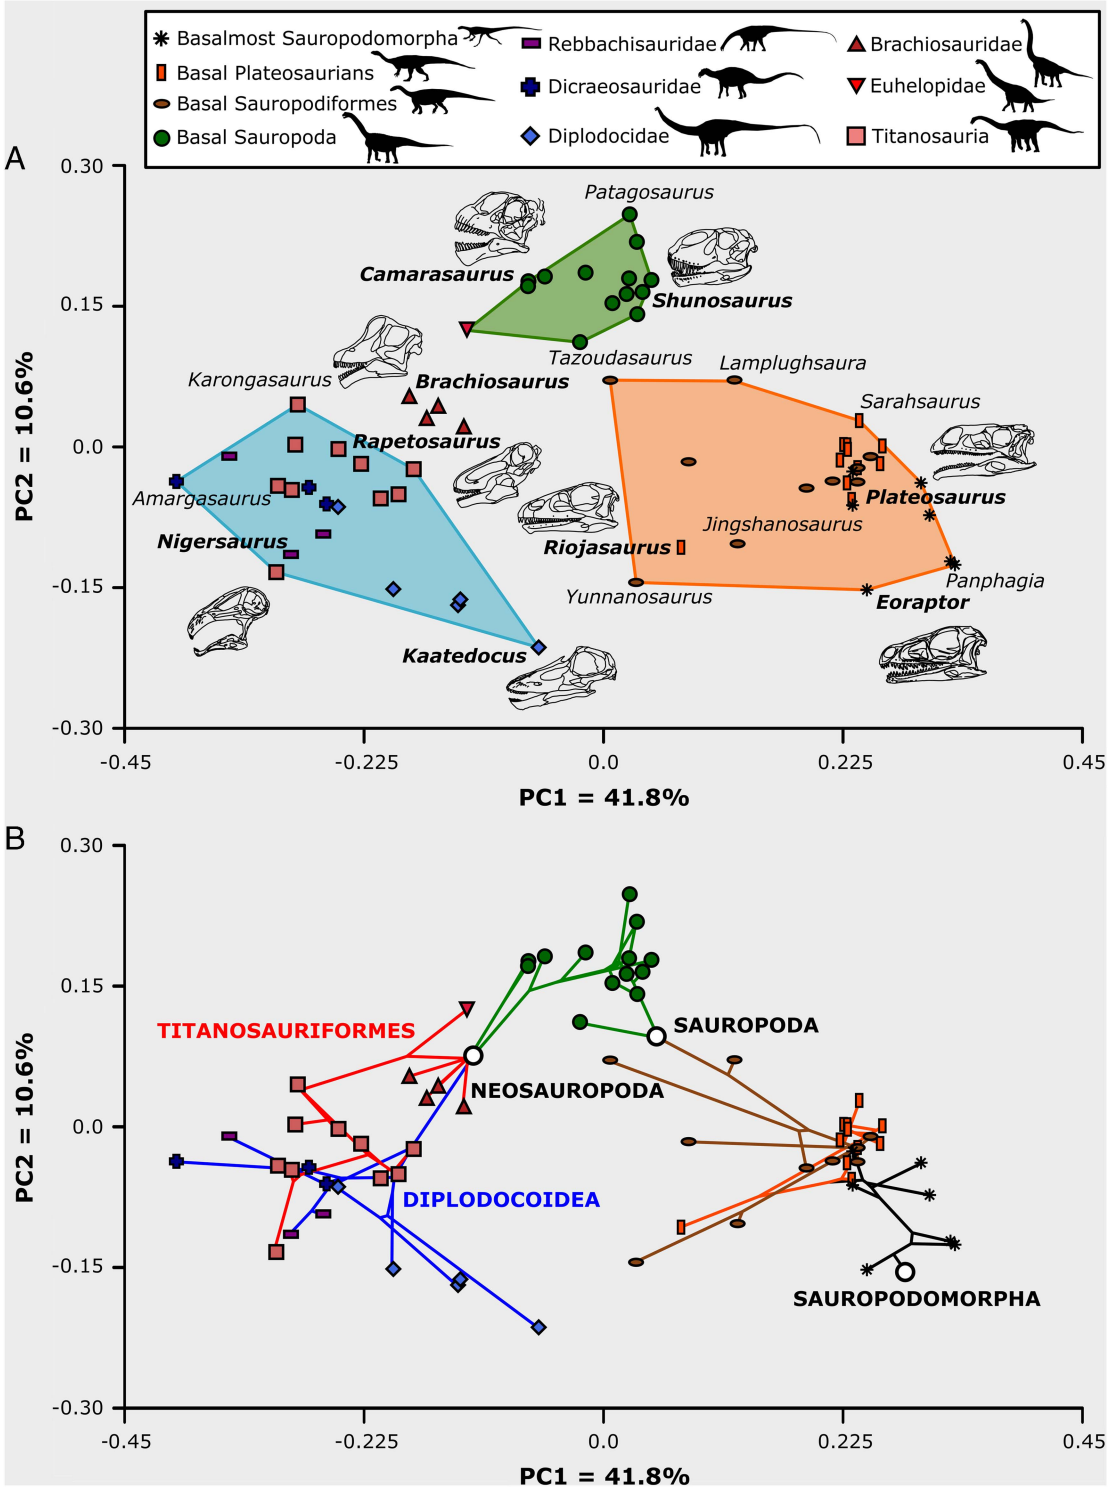 Basalmost Sauropodomorpha
Basal Plateosaurians
Basal Sauropodiformes
Basal Sauropoda
Rebbachisauridae
Dicraeosauridae
Diplodocidae
Brachiosauridae
Euhelopidae
Titanosauria
A
0.30
0.15
0.0
-0.15
-0.30
PC2 = 10.6%
Patagosaurus
Camarasaurus
Shunosaurus
Tazoudasaurus
Lamplughsaura
Karongasaurus
Brachiosaurus
Sarahsaurus
Rapetosaurus
Amargasaurus
Plateosaurus
Jingshanosaurus
Nigersaurus
Riojasaurus
Panphagia
Yunnanosaurus
Eoraptor
Kaatedocus
-0.45
-0.225
0.0
0.225
0.45
PC1 = 41.8%
B
0.30
0.15
0.0
-0.15
-0.30
PC2 = 10.6%
TITANOSAURIFORMES
SAUROPODA
NEOSAUROPODA
DIPLODOCOIDEA
SAUROPODOMORPHA
-0.45
-0.225
0.0
0.225
0.45
PC1 = 41.8%